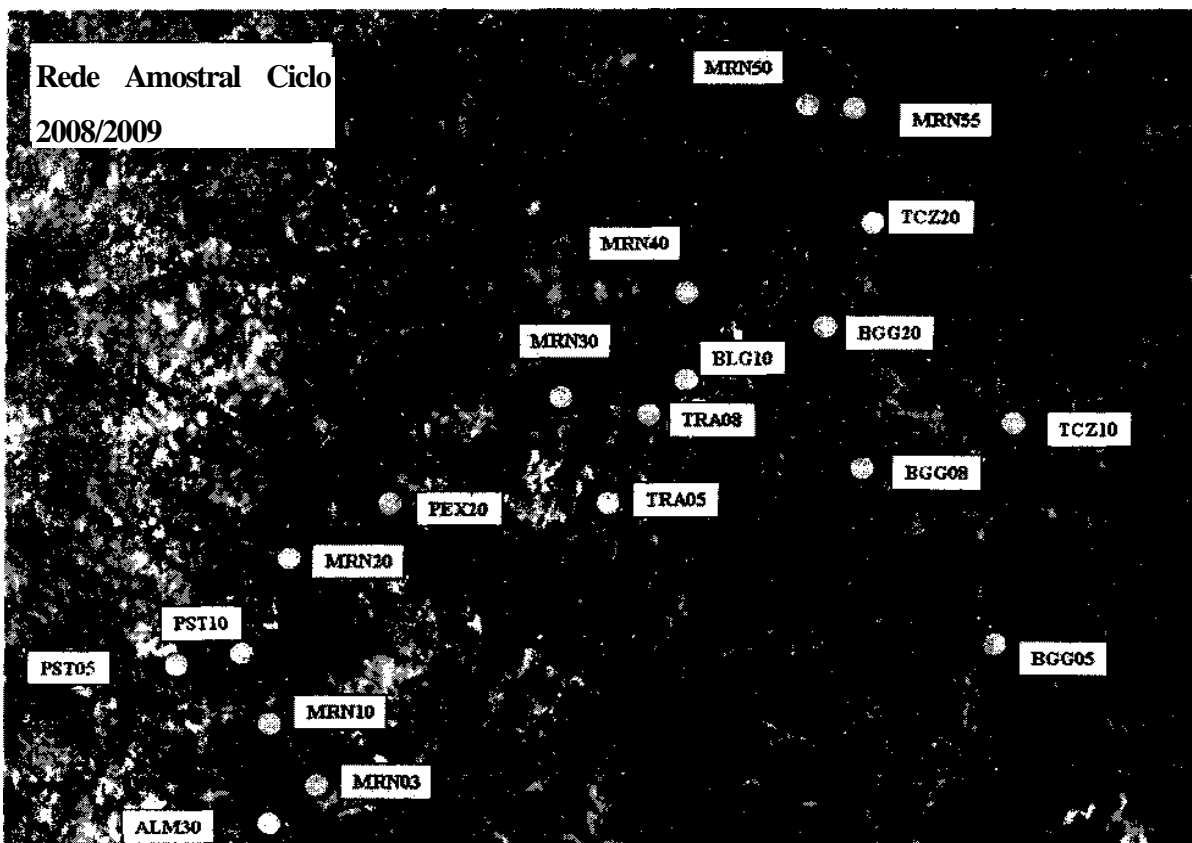 Rede Amostral Ciclo
2008/2009
MRN50
MRN55
TCZ20
MRN40
BGG20
MRN30
BLG10
TRA08
TCZ10
BGG08
PEX20
TRA05
MRN20
PST10
PST05
BGG05
MRN10
MRN03
ALM30